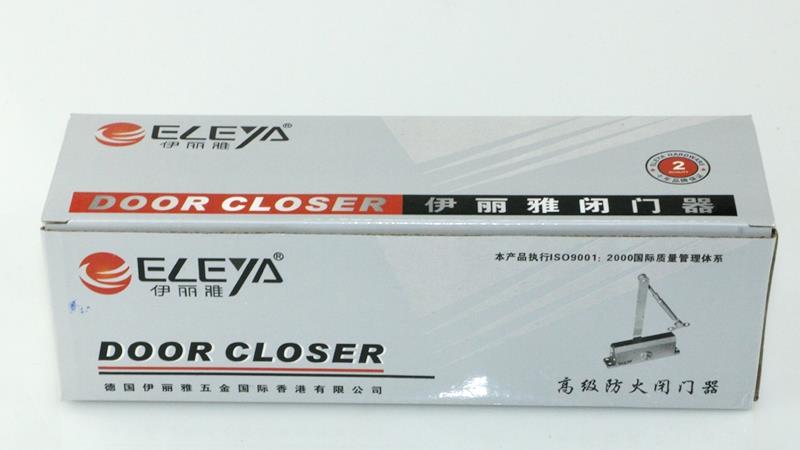 ELEYA®
伊丽雅
ELEYA HARDWARE
2
QUALITY
DOOR CLOSER 伊丽雅闭门器
ELEYA®
伊丽雅
本产品执行ISO9001：2000国际质量管理体系
DOOR CLOSER
德国伊丽雅五金国际香港有限公司
高级防火闭门器